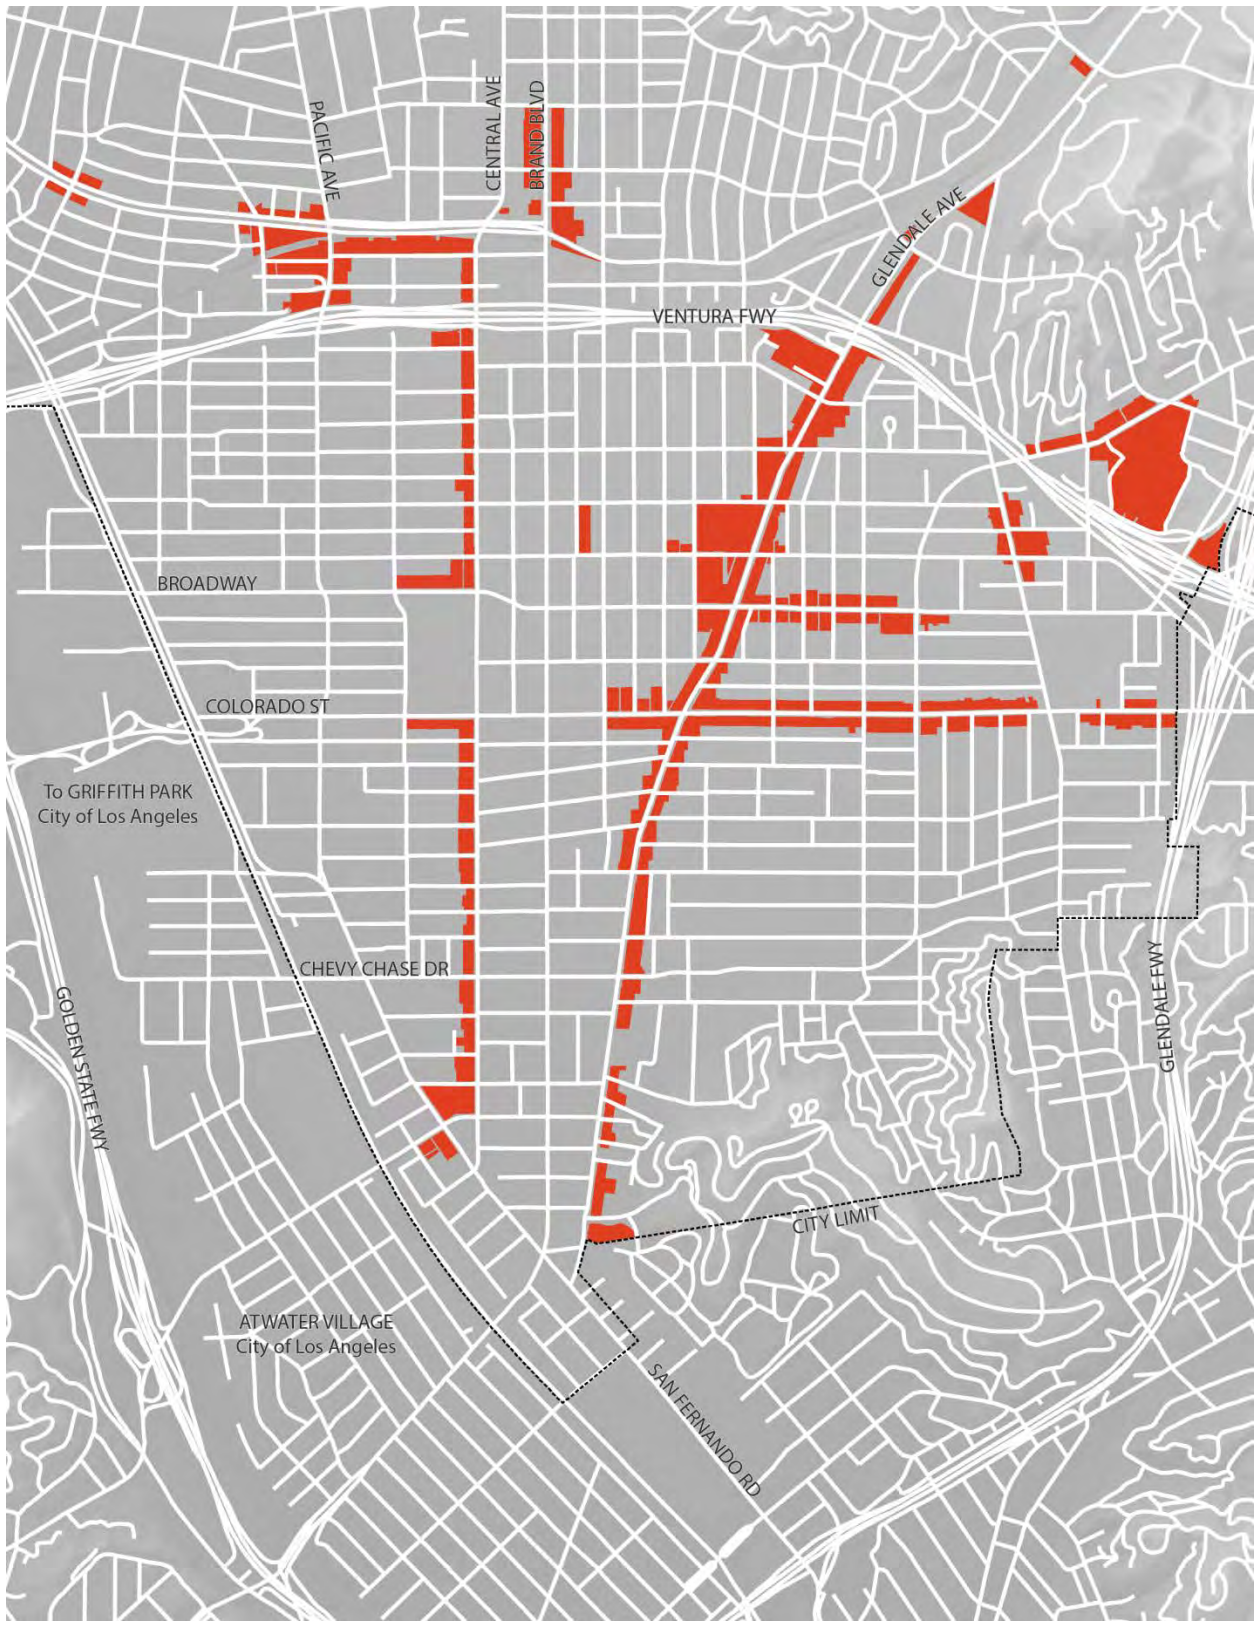 PACIFIC AVE
CENTRAL AVE
BRAND BLVD
GLENDALE AVE
VENTURA FWY
BROADWAY
COLORADO ST
To GRIFFITH PARK
City of Los Angeles
CHEVY CHASE DR
GOLDEN STATE FWY
GLENDALE FWY
CITY LIMIT
ATWATER VILLAGE
City of Los Angeles
SAN FERNANDO RD